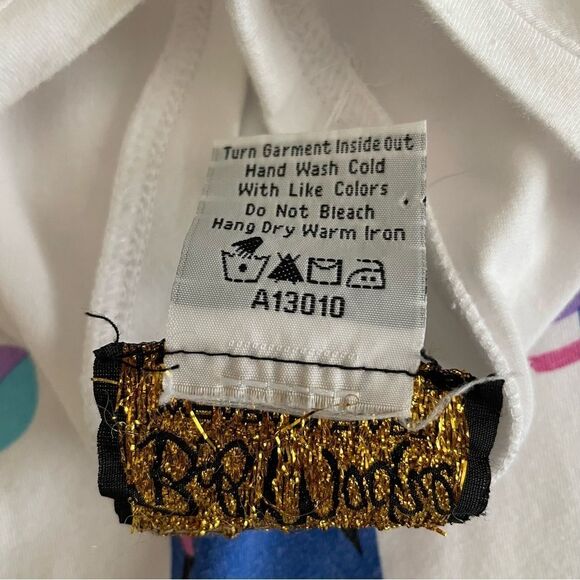 Turn Garment Inside Out
Hand Wash Cold
With Like Colors
Do Not Bleach
Hang Dry Warm Iron
A13010